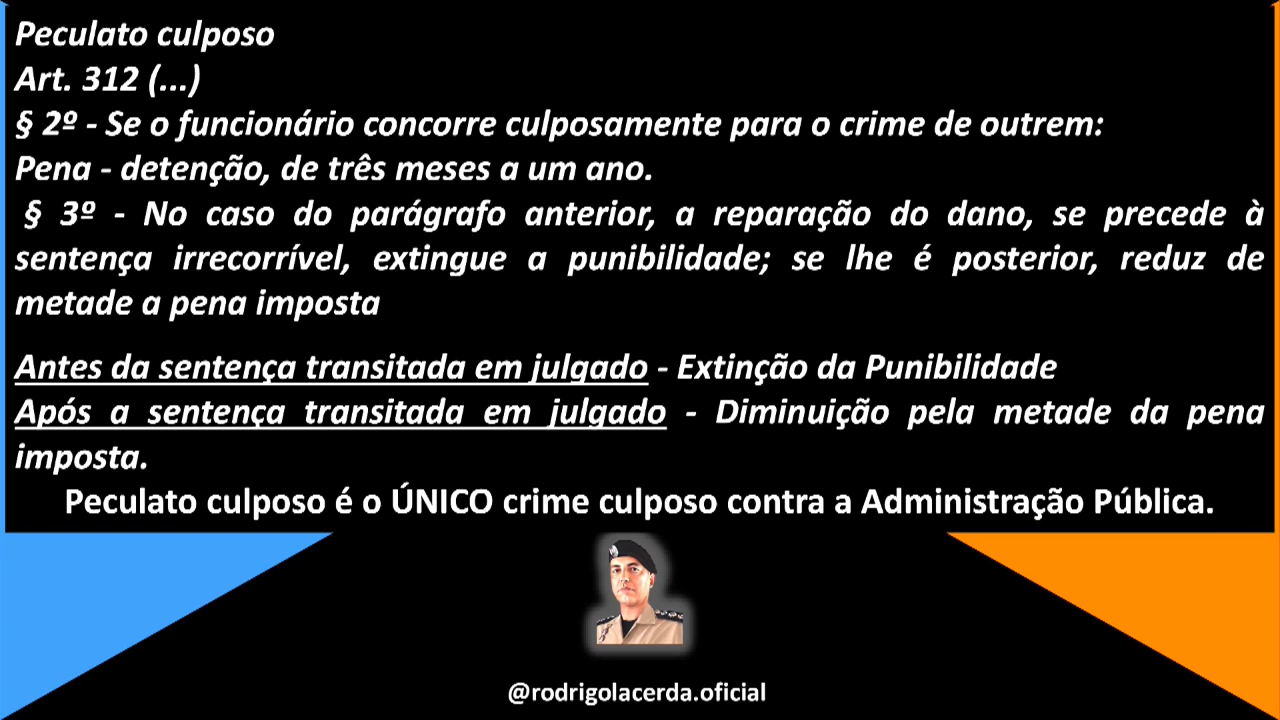 Peculato culposo
Art. 312 (...)
§ 2º - Se o funcionário concorre culposamente para o crime de outrem:
Pena - detenção, de três meses a um ano.
§ 3º - No caso do parágrafo anterior, a reparação do dano, se precede à
sentença irrecorrível, extingue a punibilidade; se lhe é posterior, reduz de
metade a pena imposta
Antes da sentença transitada em julgado - Extinção da Punibilidade
Após a sentença transitada em julgado - Diminuição pela metade da pena
imposta.
Peculato culposo é o ÚNICO crime culposo contra a Administração Pública.
@rodrigolacerda.oficial